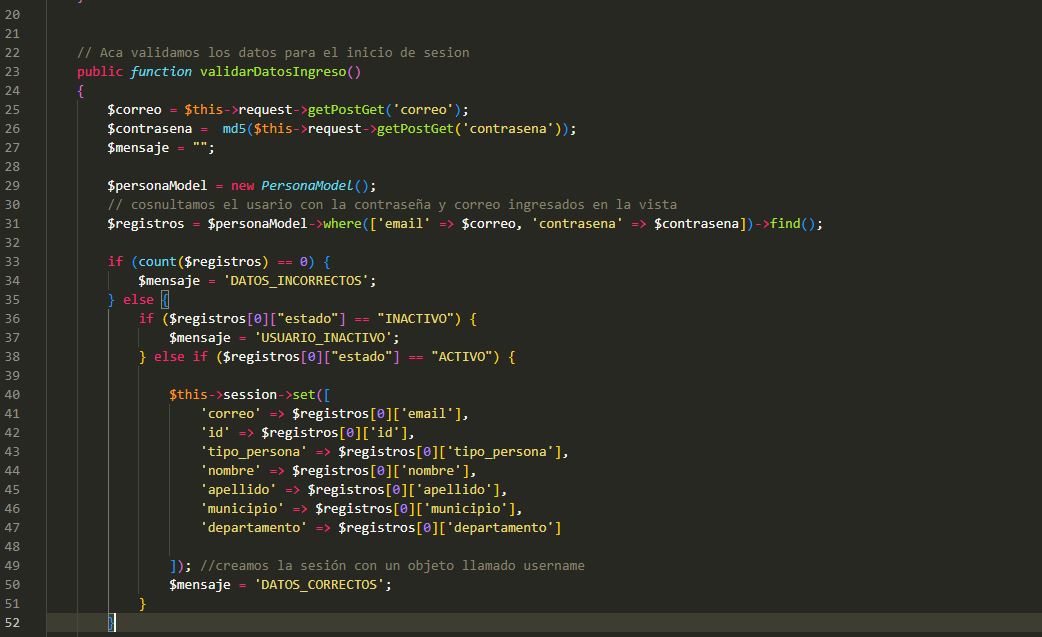 20
21
22 // Aca validamos los datos para el inicio de sesion
23 public function validarDatosIngreso()
24 {
25 $correo = $this->request->getPostGet('correo');
26 $contrasena =  md5($this->request->getPostGet('contrasena'));
27 $mensaje = "";
28
29 $personaModel = new PersonaModel();
30 // cosnultamos el usario con la contraseña y correo ingresados en la vista
31 $registros = $personaModel->where(['email' => $correo, 'contrasena' => $contrasena])->find();
32
33 if (count($registros) == 0) {
34 $mensaje = 'DATOS_INCORRECTOS';
35 } else {
36 if ($registros[0]["estado"] == "INACTIVO") {
37 $mensaje = 'USUARIO_INACTIVO';
38 } else if ($registros[0]["estado"] == "ACTIVO") {
39
40 $this->session->set([
41 'correo' => $registros[0]['email'],
42 'id' => $registros[0]['id'],
43 'tipo_persona' => $registros[0]['tipo_persona'],
44 'nombre' => $registros[0]['nombre'],
45 'apellido' => $registros[0]['apellido'],
46 'municipio' => $registros[0]['municipio'],
47 'departamento' => $registros[0]['departamento']
48
49 ]); //creamos la sesión con un objeto llamado username
50 $mensaje = 'DATOS_CORRECTOS';
51 }
52 }